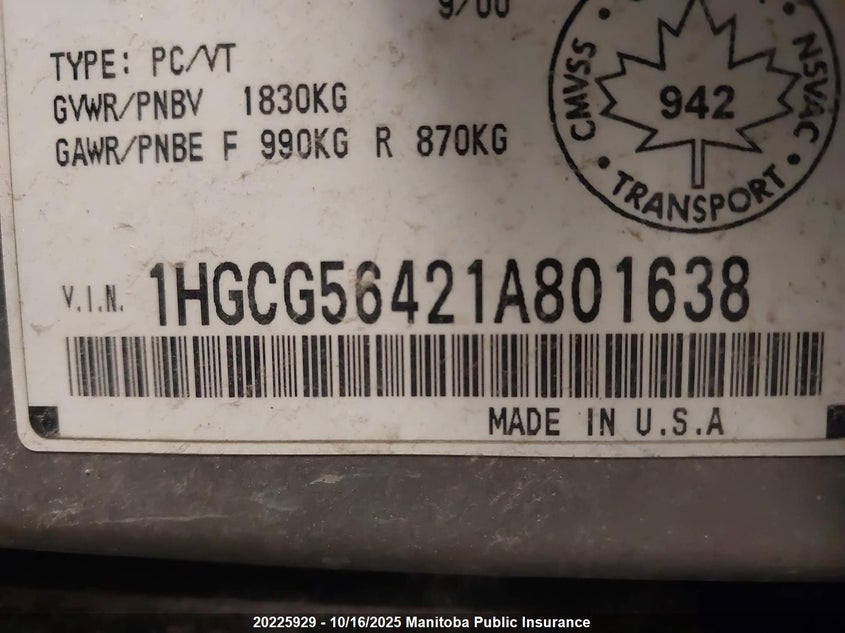 9/00
TYPE: PC/VT
GVWR/PNBV 1830KG
GAWR/PNBE F 990KG R 870KG
CMVSS • NSVAC
942
• TRANSPORT •
V.I.N. 1HGCG56421A801638
MADE IN U.S.A
20225929 - 10/16/2025 Manitoba Public Insurance